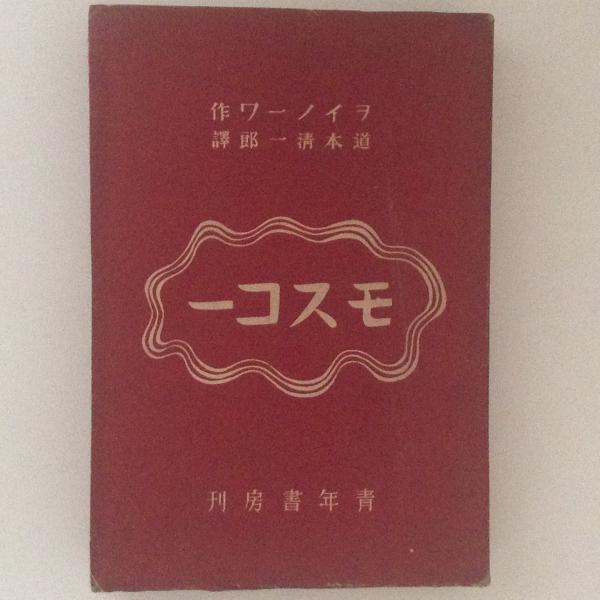 ヲイノーワ作
道本清一郎譯
モスコー
青年書房刊